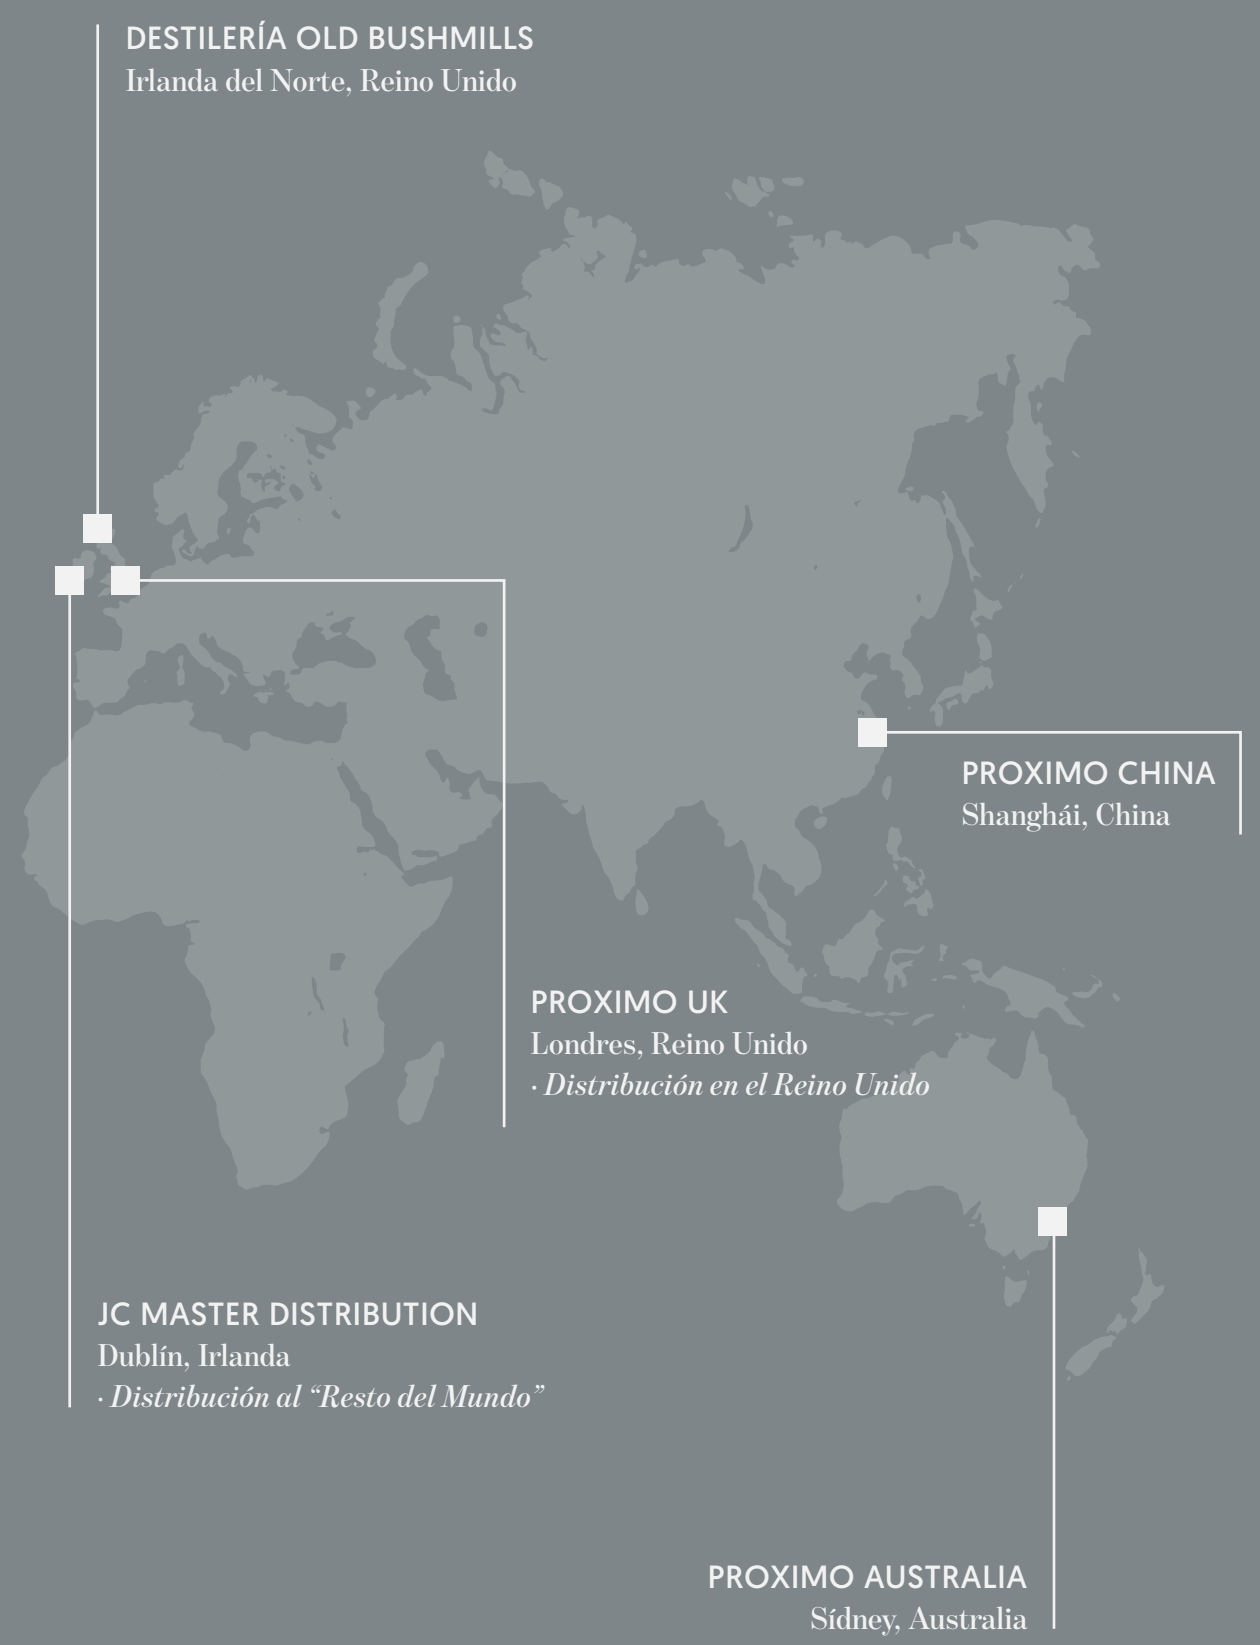 DESTILERÍA OLD BUSHMILLS
Irlanda del Norte, Reino Unido
PROXIMO CHINA
Shanghái, China
PROXIMO UK
Londres, Reino Unido
· Distribución en el Reino Unido
JC MASTER DISTRIBUTION
Dublín, Irlanda
· Distribución al “Resto del Mundo”
PROXIMO AUSTRALIA
Sídney, Australia